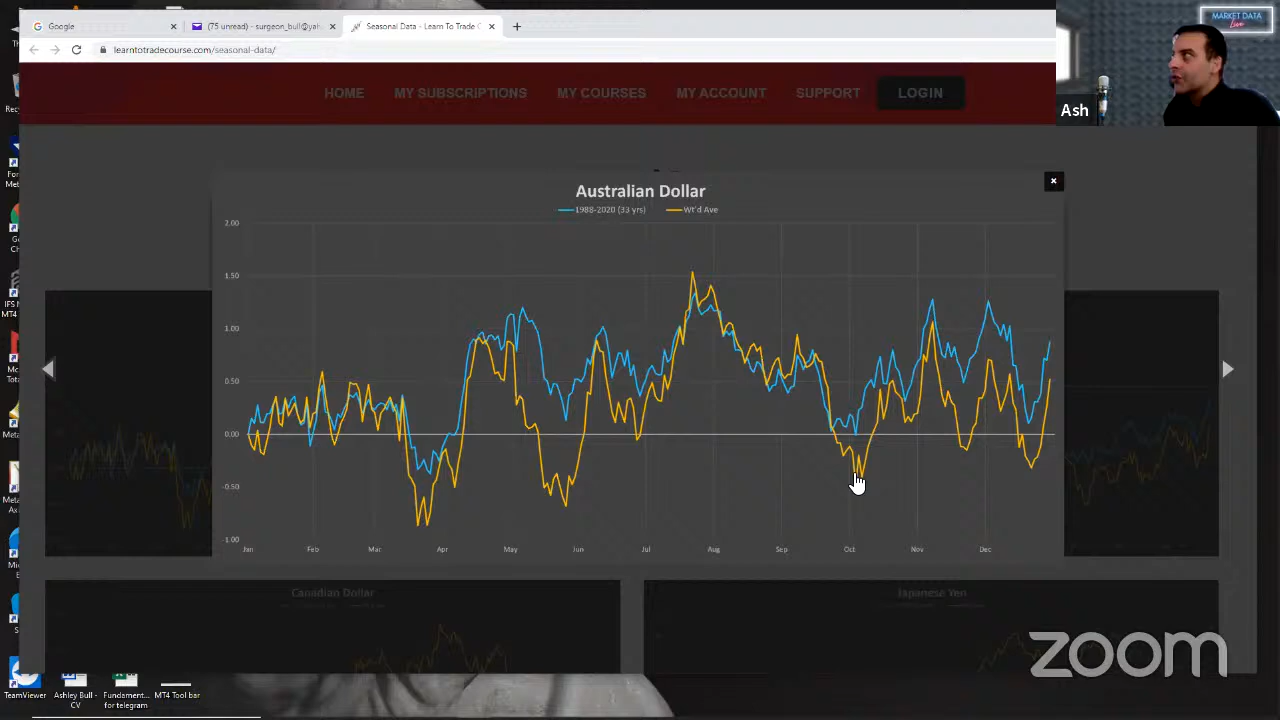 Google
(75 unread) - surgeon_bull@yah
Seasonal Data - Learn To Trade C
learntotradecourse.com/seasonal-data/
MARKET DATA
Live
Ash
HOME MY SUBSCRIPTIONS MY COURSES MY ACCOUNT SUPPORT LOGIN
Australian Dollar
1988-2020 (33 yrs) Wt'd Ave
2.00
1.50
1.00
0.50
0.00
-0.50
-1.00
Jan Feb Mar Apr May Jun Jul Aug Sep Oct Nov Dec
Canadian Dollar
Japanese Yen
zoom
TeamViewer
Ashley Bull -
CV
Fundament...
for telegram
MT4 Tool bar